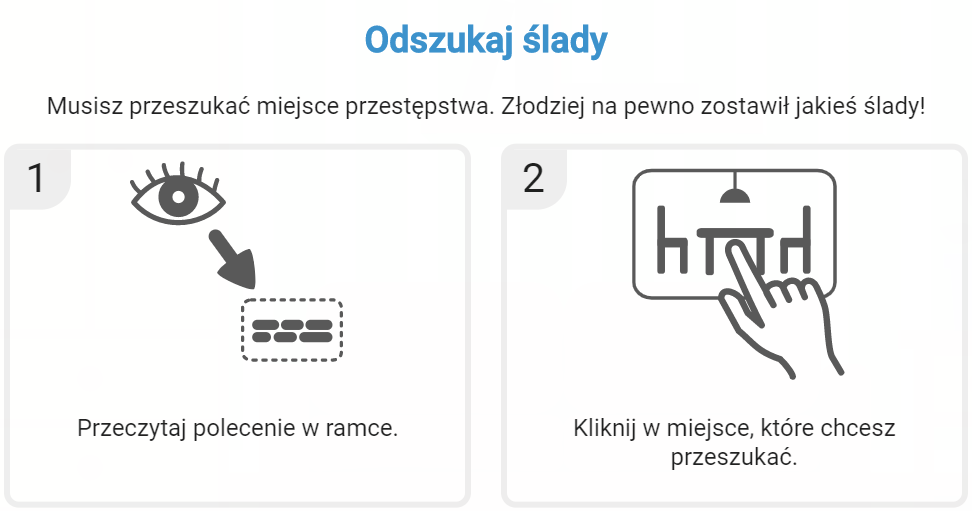 Odszukaj ślady
Musisz przeszukać miejsce przestępstwa. Złodziej na pewno zostawił jakieś ślady!
1
Przeczytaj polecenie w ramce.
2
Kliknij w miejsce, które chcesz
przeszukać.